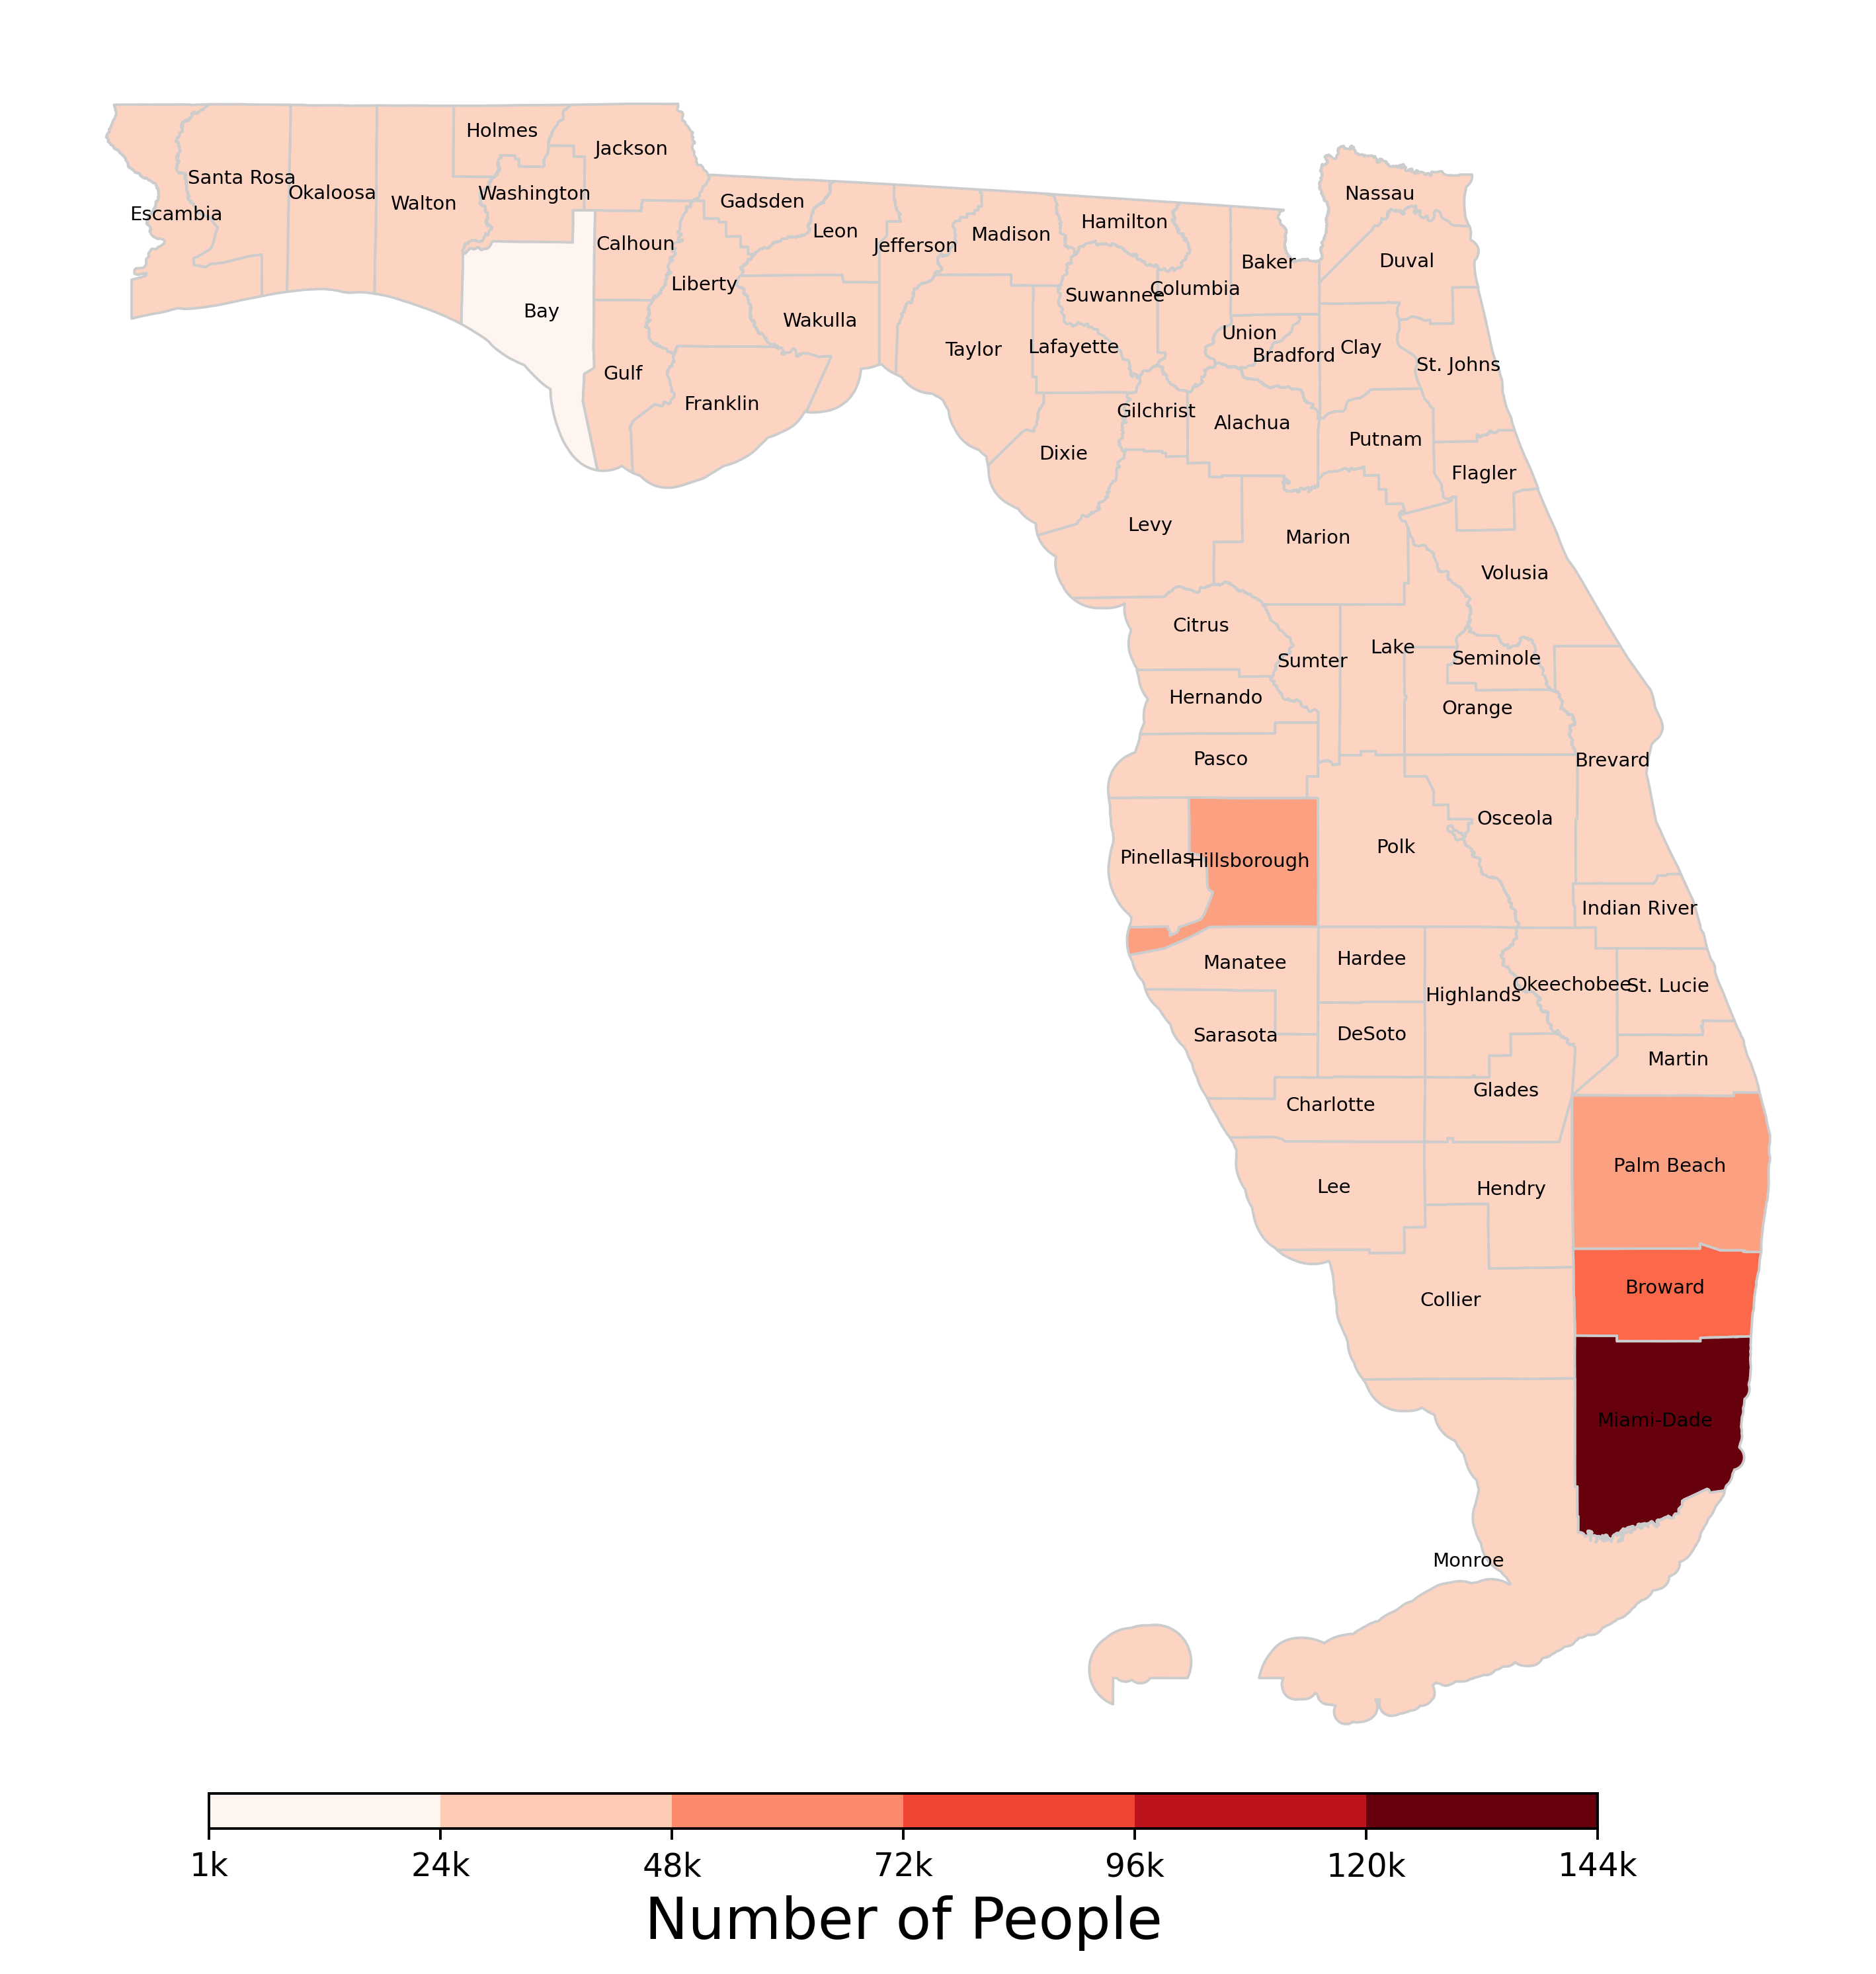 Holmes
Jackson
Santa Rosa
Okaloosa
Walton
Washington
Escambia
Gadsden
Leon
Jefferson
Madison
Hamilton
Nassau
Calhoun
Liberty
Baker
Duval
Suwannee
Columbia
Bay
Wakulla
Taylor
Lafayette
Union
Bradford
Clay
St. Johns
Gulf
Franklin
Gilchrist
Alachua
Putnam
Dixie
Flagler
Levy
Marion
Volusia
Citrus
Sumter
Lake
Seminole
Hernando
Orange
Pasco
Brevard
Osceola
Polk
Pinellas
Hillsborough
Indian River
Manatee
Hardee
Highlands
Okeechobee
St. Lucie
Sarasota
DeSoto
Martin
Charlotte
Glades
Palm Beach
Lee
Hendry
Broward
Collier
Miami-Dade
Monroe
1k 24k 48k 72k 96k 120k 144k
Number of People